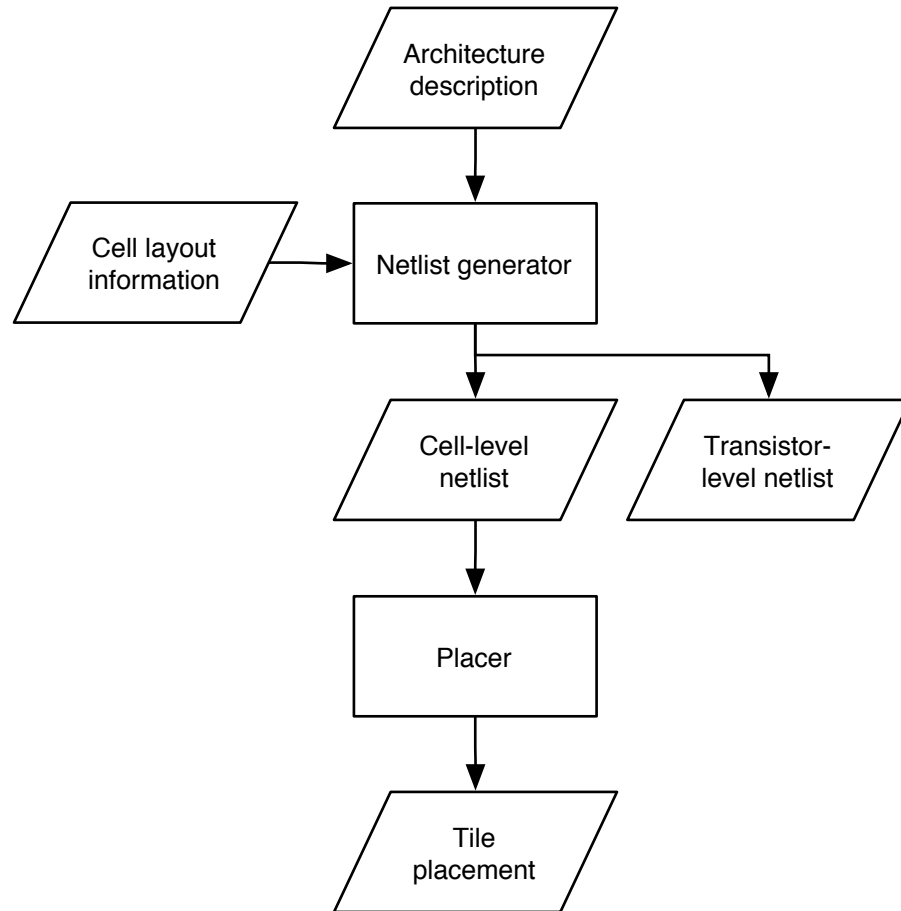 Architecture
description
Cell layout
information
Netlist generator
Cell-level
netlist
Transistor-
level netlist
Placer
Tile
placement